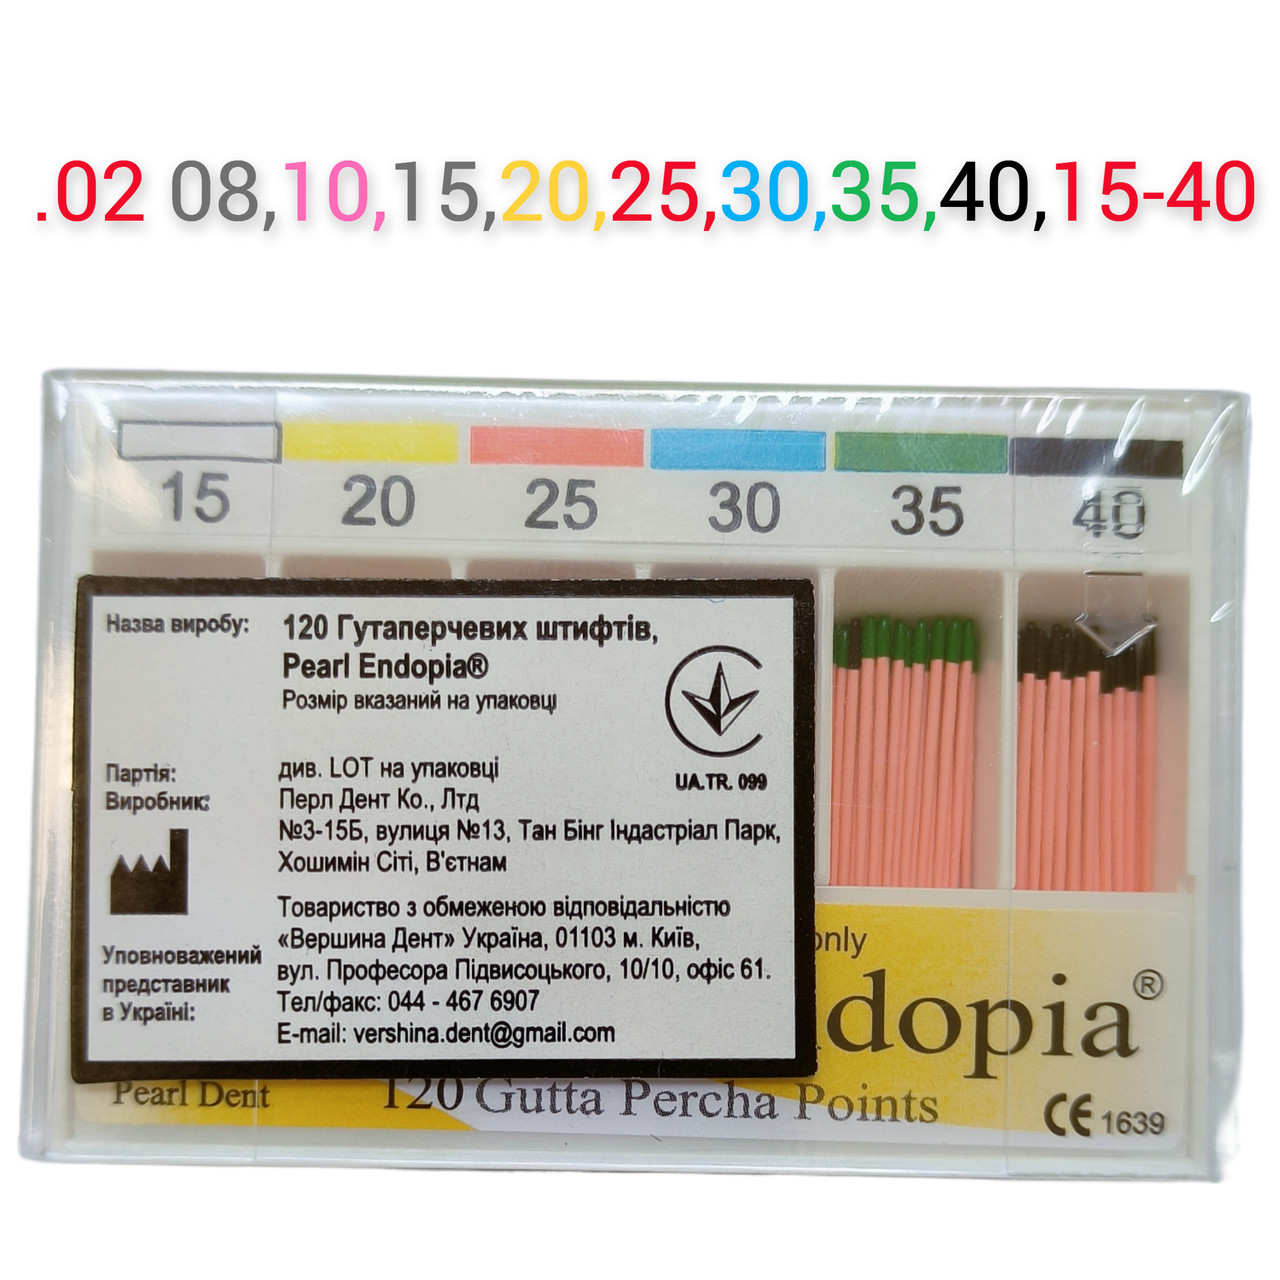 .02 08,10,15,20,25,30,35,40,15-40
15 20 25 30 35 40
Назва виробу: 120 Гутаперчевих штифтів,
Pearl Endopia®
Розмір вказаний на упаковці
UA.TR. 099
Партія: див. LOT на упаковці
Виробник: Перл Дент Ко., Лтд
№3-15Б, вулиця №13, Тан Бінг Індастріал Парк,
Хошимін Сіті, В'єтнам
Товариство з обмеженою відповідальністю
Уповноважений «Вершина Дент» Україна, 01103 м. Київ,
представник вул. Професора Підвисоцького, 10/10, офіс 61.
в Україні: Тел/факс: 044 - 467 6907
E-mail: vershina.dent@gmail.com
only
dopia®
Pearl Dent 120 Gutta Percha Points
CE 1639